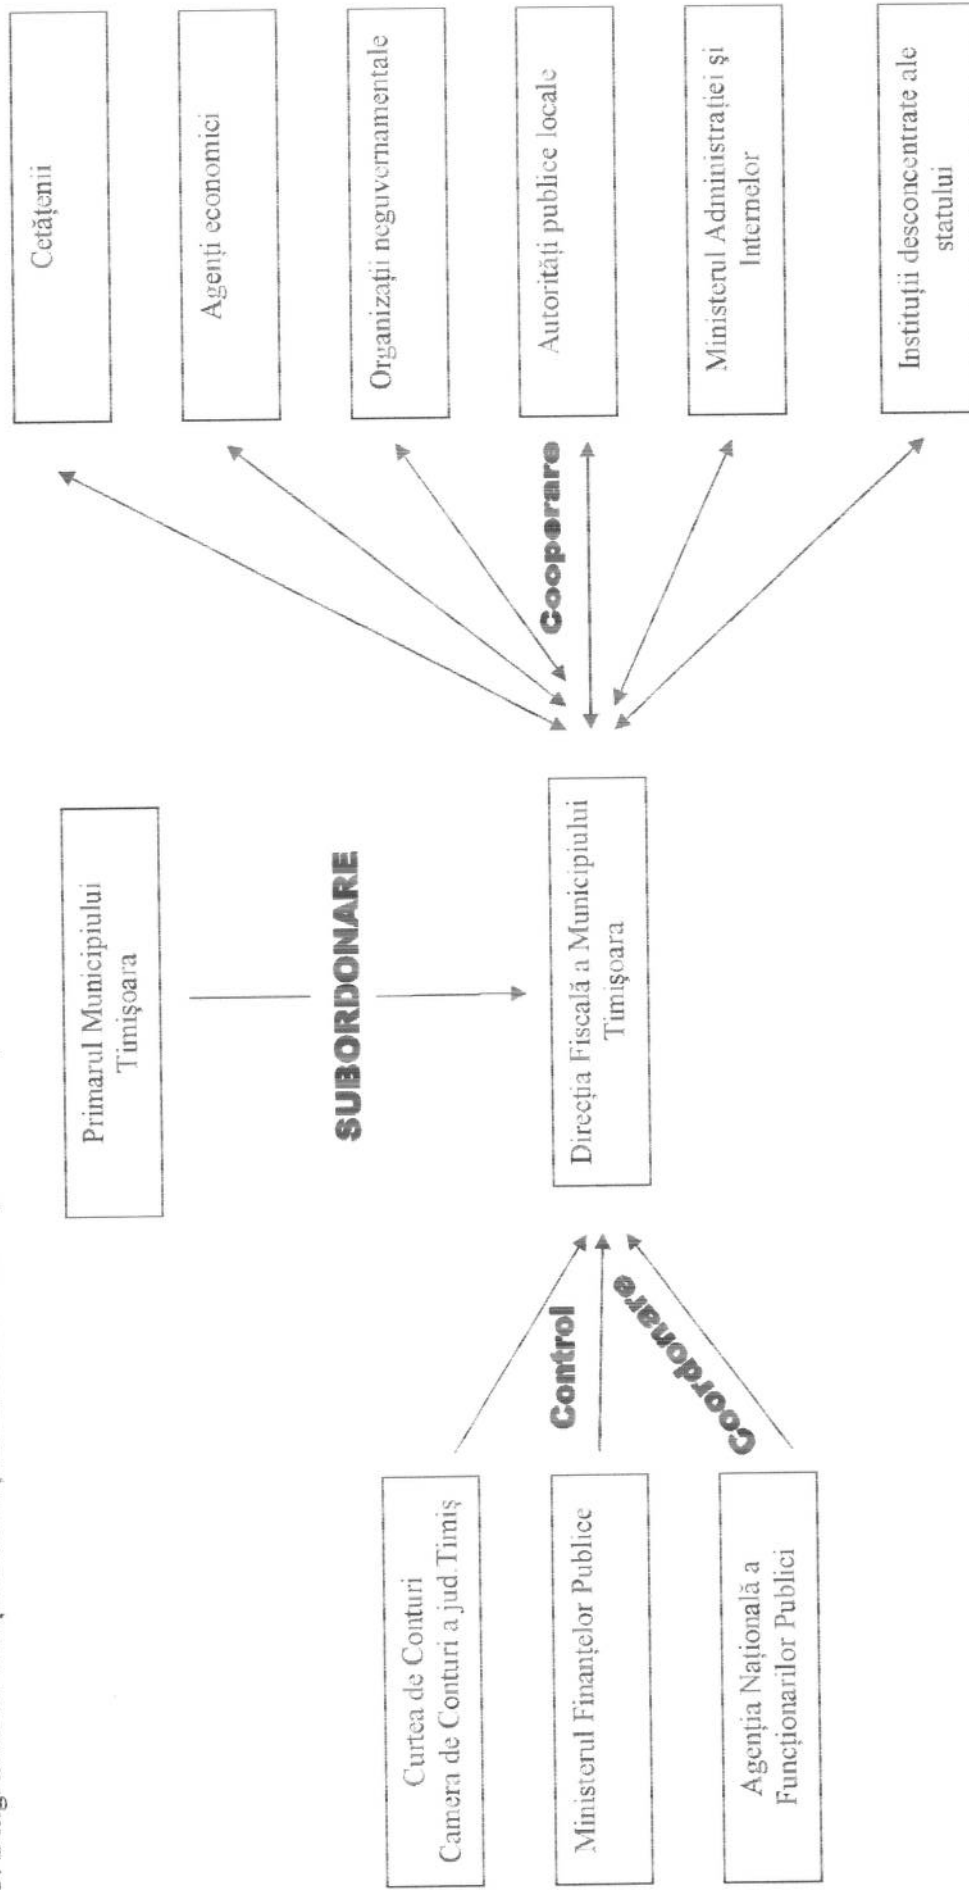 Primarul Municipiului
Timișoara
SUBORDONARE
Curtea de Conturi
Camera de Conturi a jud.Timiș
Ministerul Finanțelor Publice
Agenția Națională a
Funcționarilor Publici
Control
Coordonare
Direcția Fiscală a Municipiului
Timișoara
Cooperare
Cetățenii
Agenți economici
Organizații neguvernamentale
Autorități publice locale
Ministerul Administrației și
Internelor
Instituții desconcentrate ale
statului